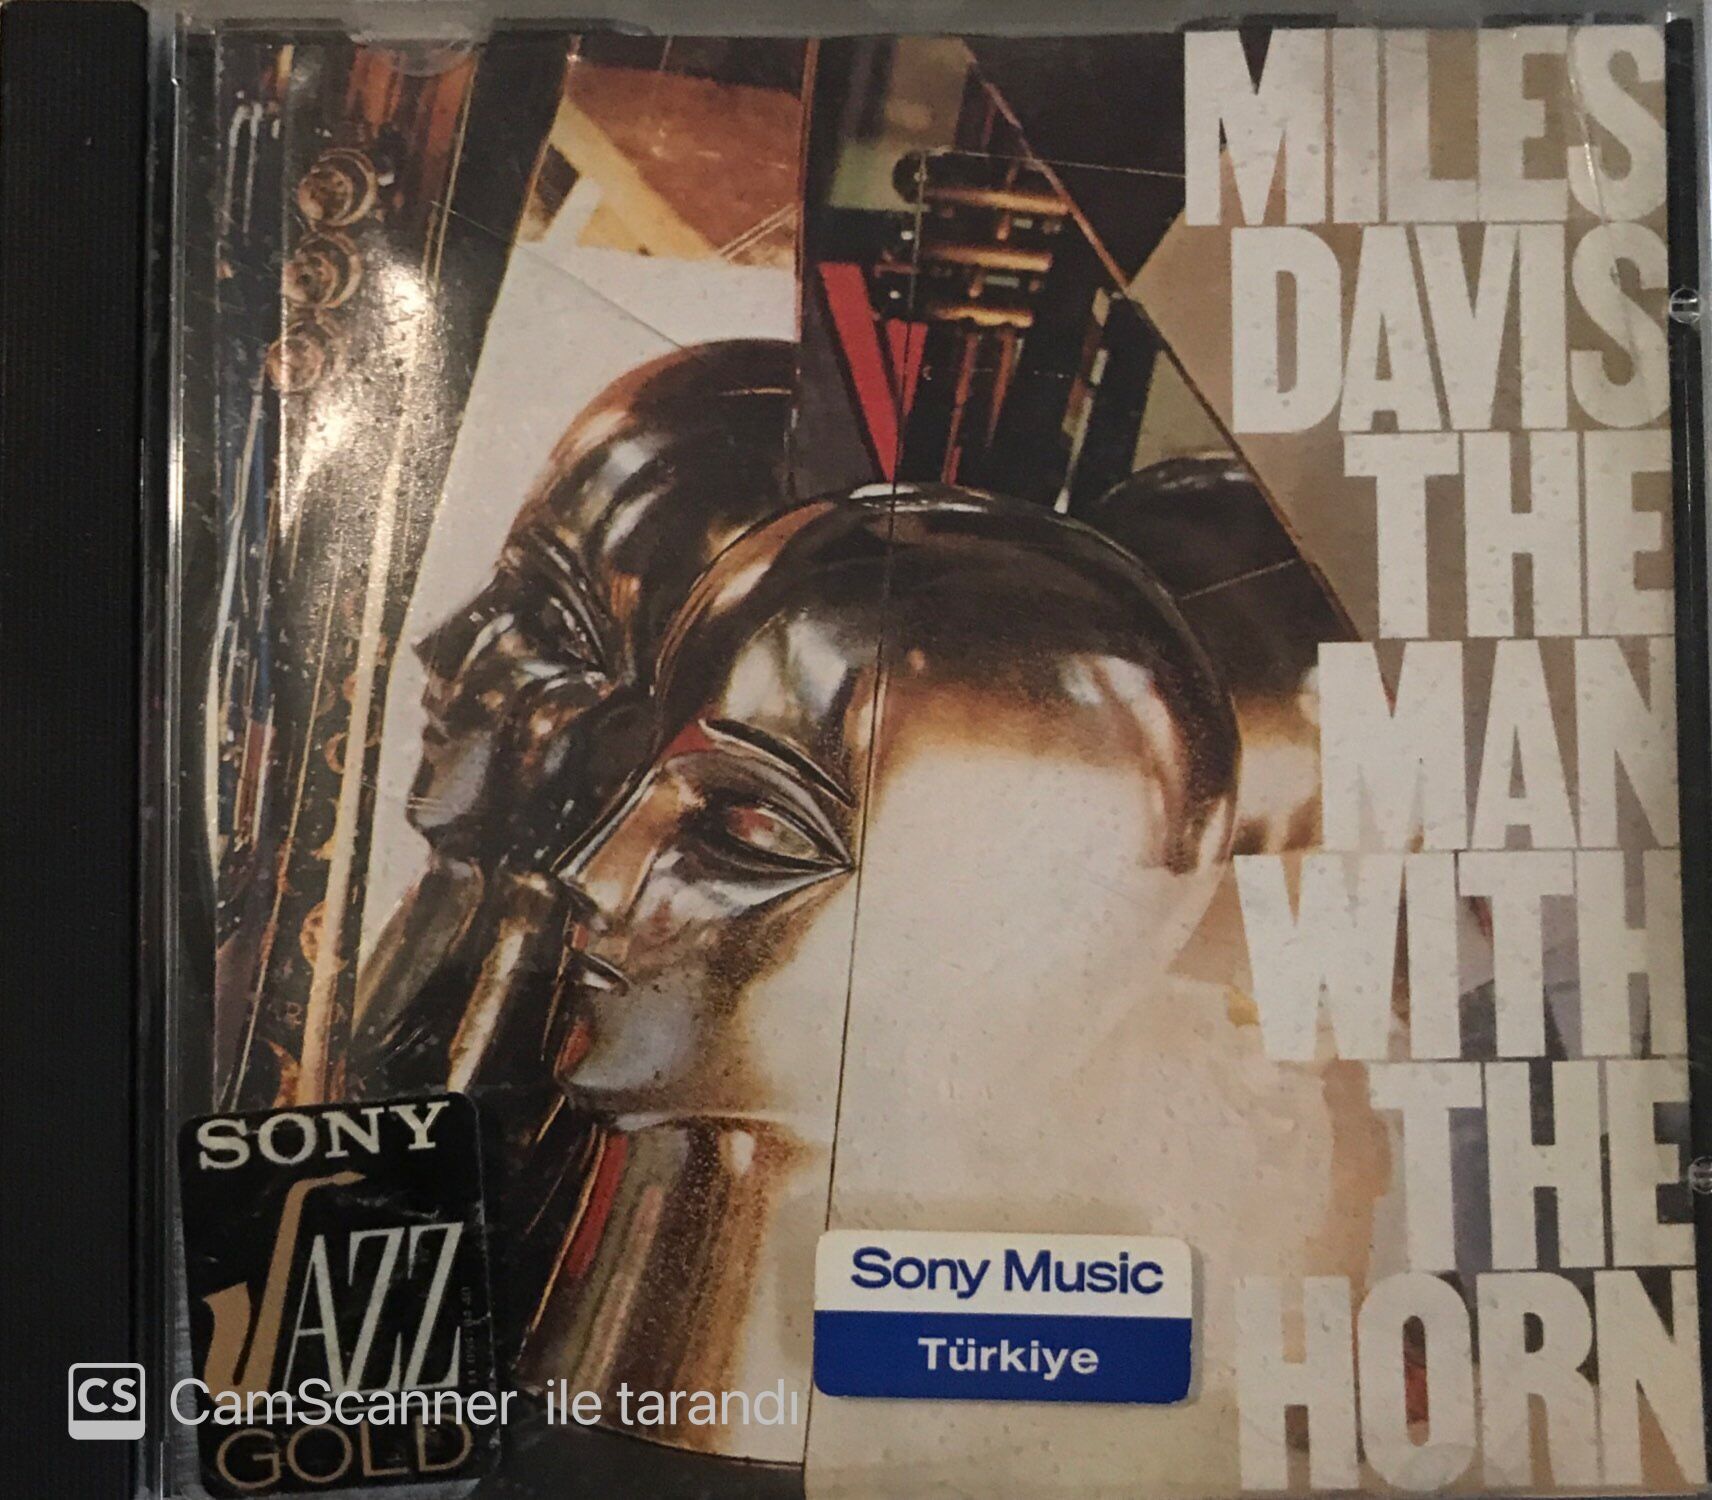 MILES
DAVIS
THE
MAN
WITH
THE
HORN
SONY
JAZZ
GOLD
Sony Music
Türkiye
CS CamScanner ile tarandı